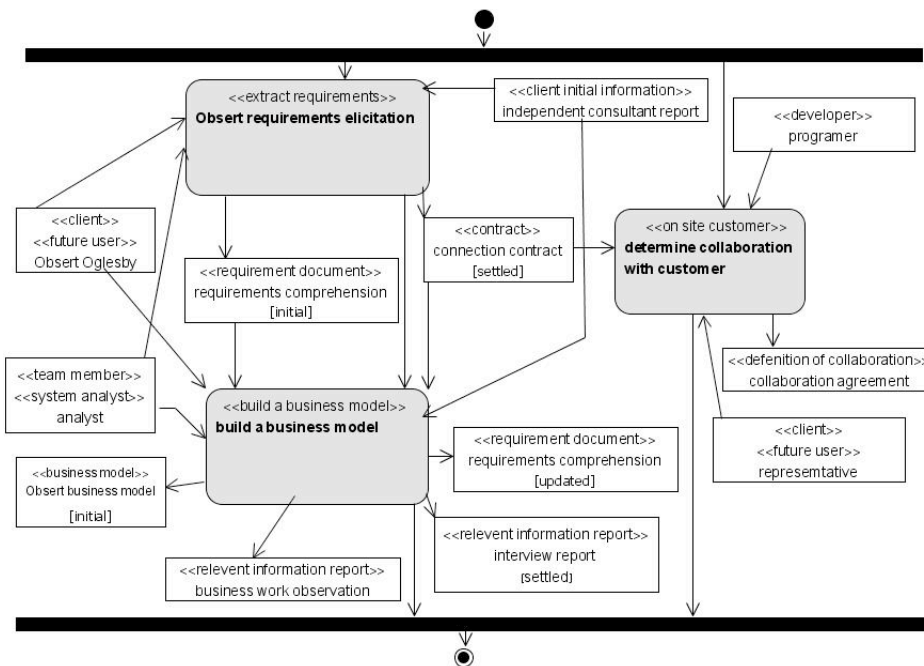 <<extract requirements>>
Obsert requirements elicitation
<<client initial information>>
independent consultant report
<<developer>>
programer
<<client>>
<<future user>>
Obsert Oglesby
<<contract>>
connection contract
[settled]
<<on site customer>>
determine collaboration
with customer
<<requirement document>>
requirements comprehension
[initial]
<<team member>>
<<system analyst>>
analyst
<<build a business model>>
build a business model
<<defenition of collaboration>>
collaboration agreement
<<requirement document>>
requirements comprehension
[updated]
<<client>>
<<future user>>
represemtative
<<business model>>
Obsert business model
[initial]
<<relevent information report>>
interview report
[settled]
<<relevent information report>>
business work observation